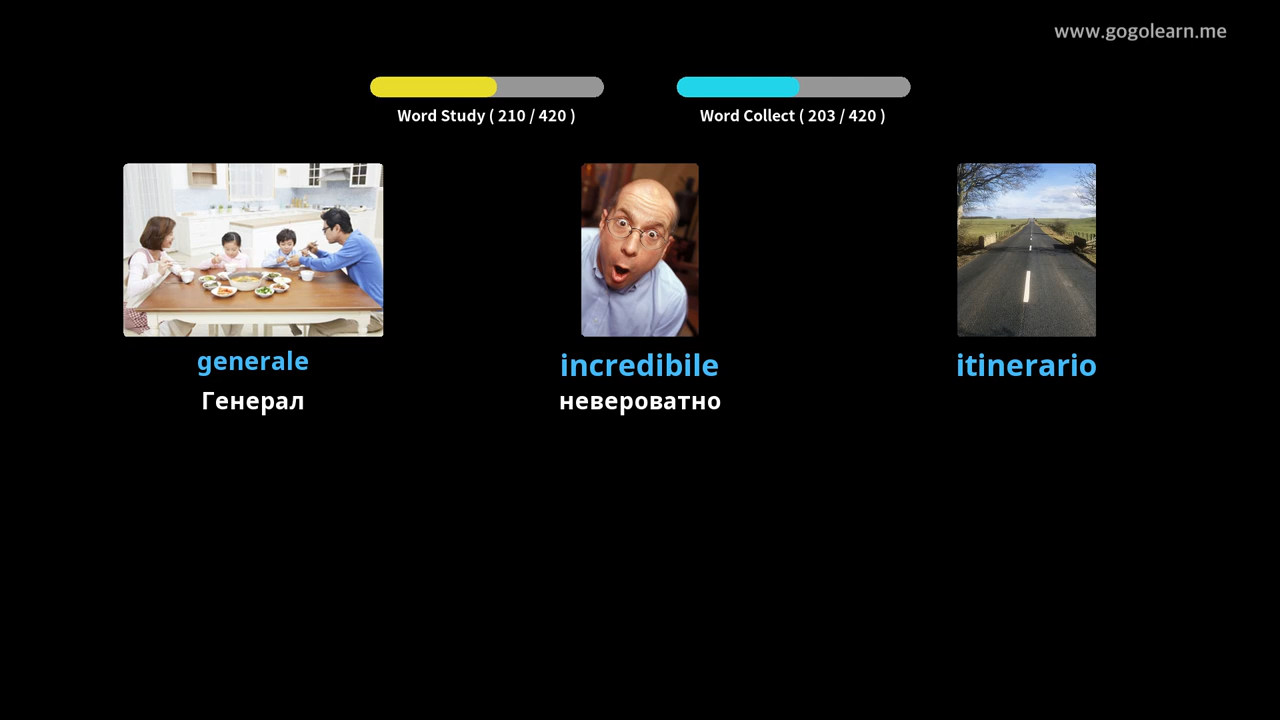 www.gogolearn.me
Word Study ( 210 / 420 )
Word Collect ( 203 / 420 )
generale
incredibile
itinerario
Генерал
невероватно